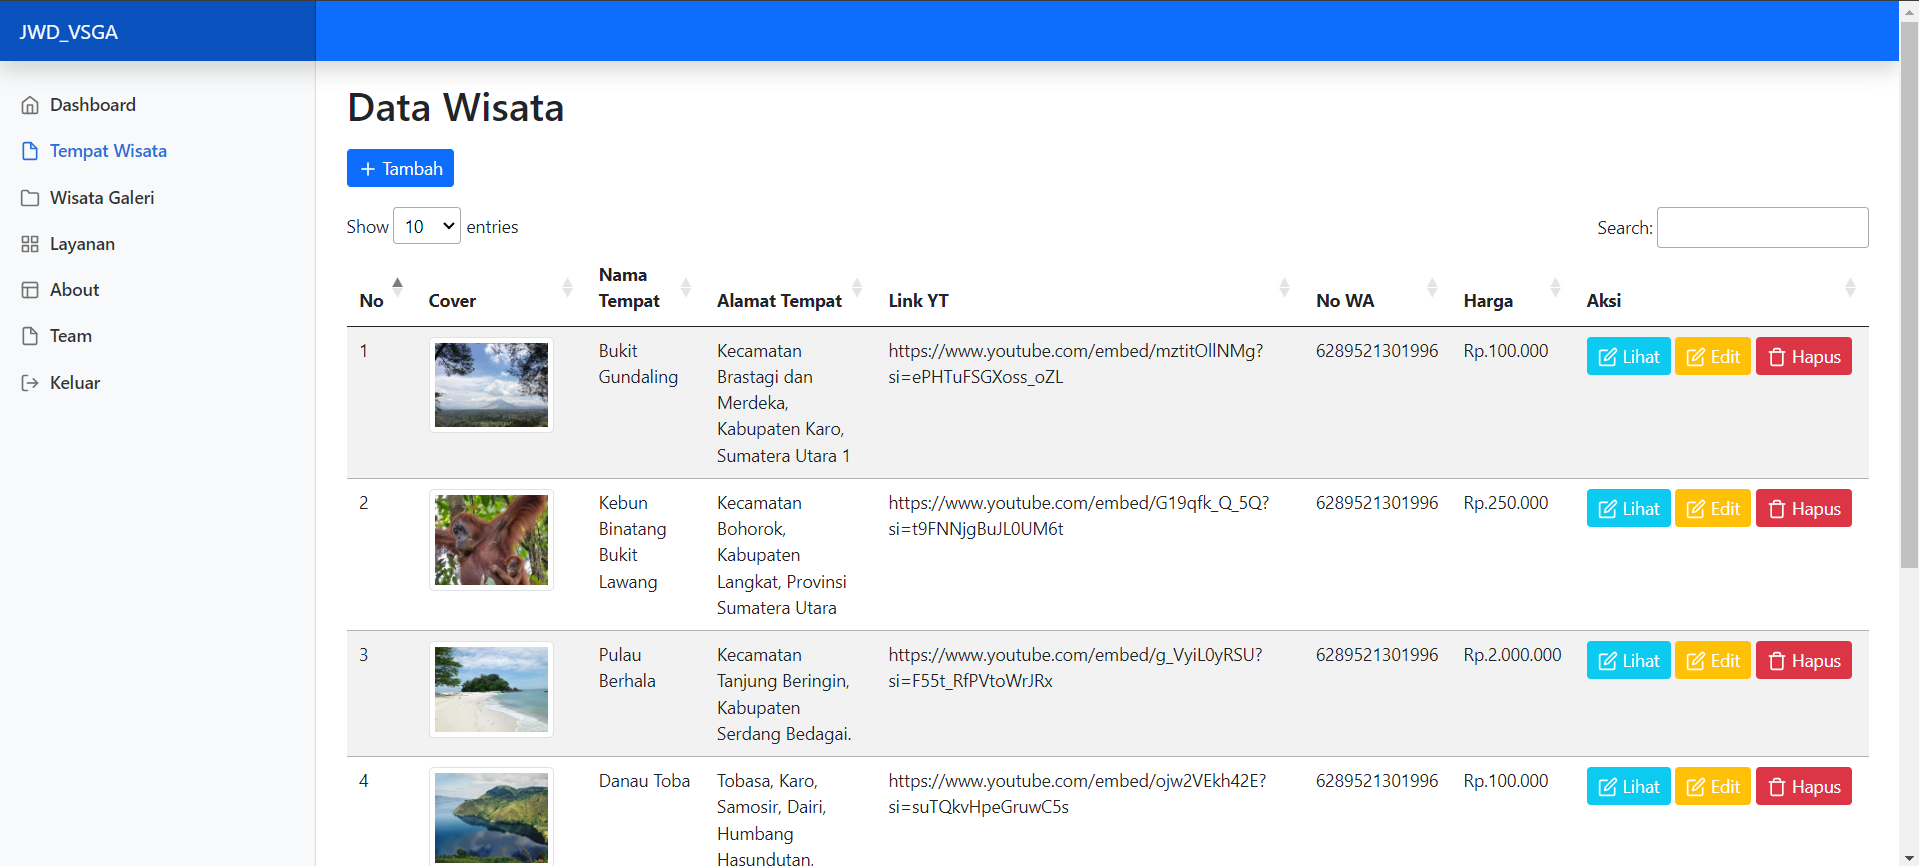 JWD_VSGA
Dashboard
Tempat Wisata
Wisata Galeri
Layanan
About
Team
Keluar
Data Wisata
+ Tambah
Show 10 entries
Search:
No Cover Nama Tempat Alamat Tempat Link YT No WA Harga Aksi
1
Bukit
Gundaling
Kecamatan
Brastagi dan
Merdeka,
Kabupaten Karo,
Sumatera Utara 1
https://www.youtube.com/embed/mztitOllNMg?
si=ePHTuFSGXoss_oZL
6289521301996
Rp.100.000
Lihat Edit Hapus
2
Kebun
Binatang
Bukit
Lawang
Kecamatan
Bohorok,
Kabupaten
Langkat, Provinsi
Sumatera Utara
https://www.youtube.com/embed/G19qfk_Q_5Q?
si=t9FNNjgBuJL0UM6t
6289521301996
Rp.250.000
Lihat Edit Hapus
3
Pulau
Berhala
Kecamatan
Tanjung Beringin,
Kabupaten
Serdang Bedagai.
https://www.youtube.com/embed/g_VyiL0yRSU?
si=F55t_RfPVtoWrJRx
6289521301996
Rp.2.000.000
Lihat Edit Hapus
4
Danau Toba
Tobasa, Karo,
Samosir, Dairi,
Humbang
Hasundutan,
https://www.youtube.com/embed/ojw2VEkh42E?
si=suTQkvHpeGruwC5s
6289521301996
Rp.100.000
Lihat Edit Hapus